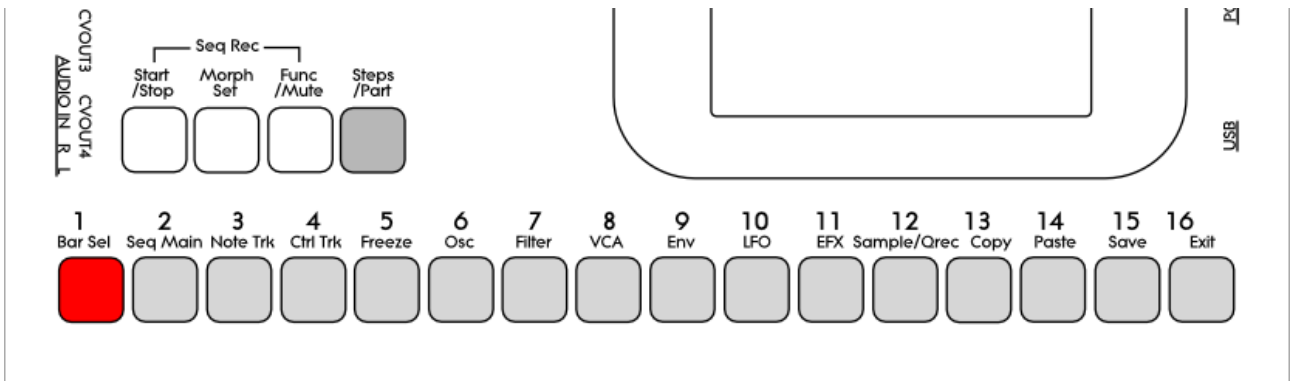 CVOUT3
CVOUT4
AUDIO IN R L
Seq Rec
Start
/Stop
Morph
Set
Func
/Mute
Steps
/Part
USB
1 2 3 4 5 6 7 8 9 10 11 12 13 14 15 16
Bar Sel Seq Main Note Trk Ctrl Trk Freeze Osc Filter VCA Env LFO EFX Sample/Qrec Copy Paste Save Exit